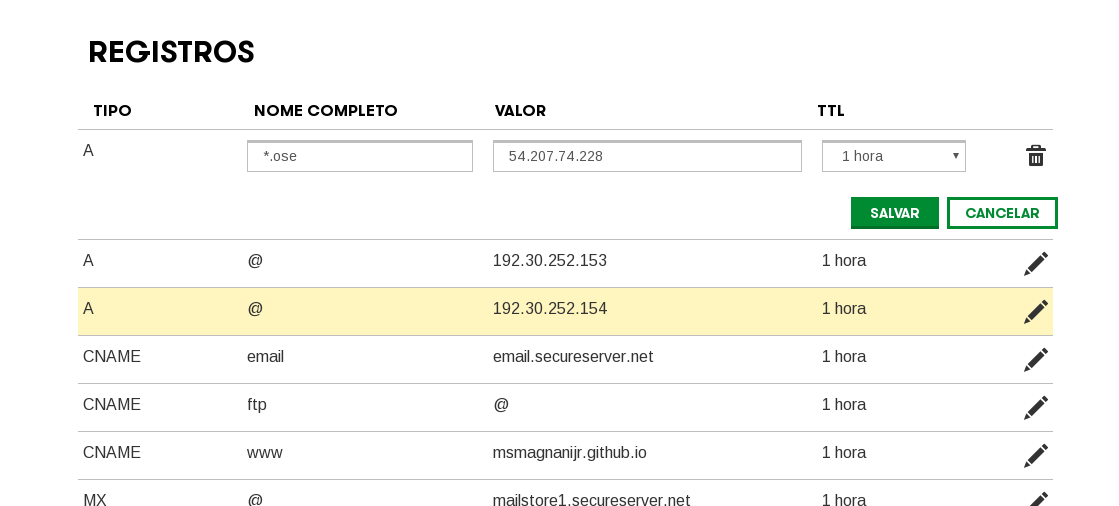 REGISTROS
TIPO NOME COMPLETO VALOR TTL
A *.ose 54.207.74.228 1 hora
SALVAR CANCELAR
A @ 192.30.252.153 1 hora
A @ 192.30.252.154 1 hora
CNAME email email.secureserver.net 1 hora
CNAME ftp @ 1 hora
CNAME www msmagnanijr.github.io 1 hora
MX @ mailstore1.secureserver.net 1 hora